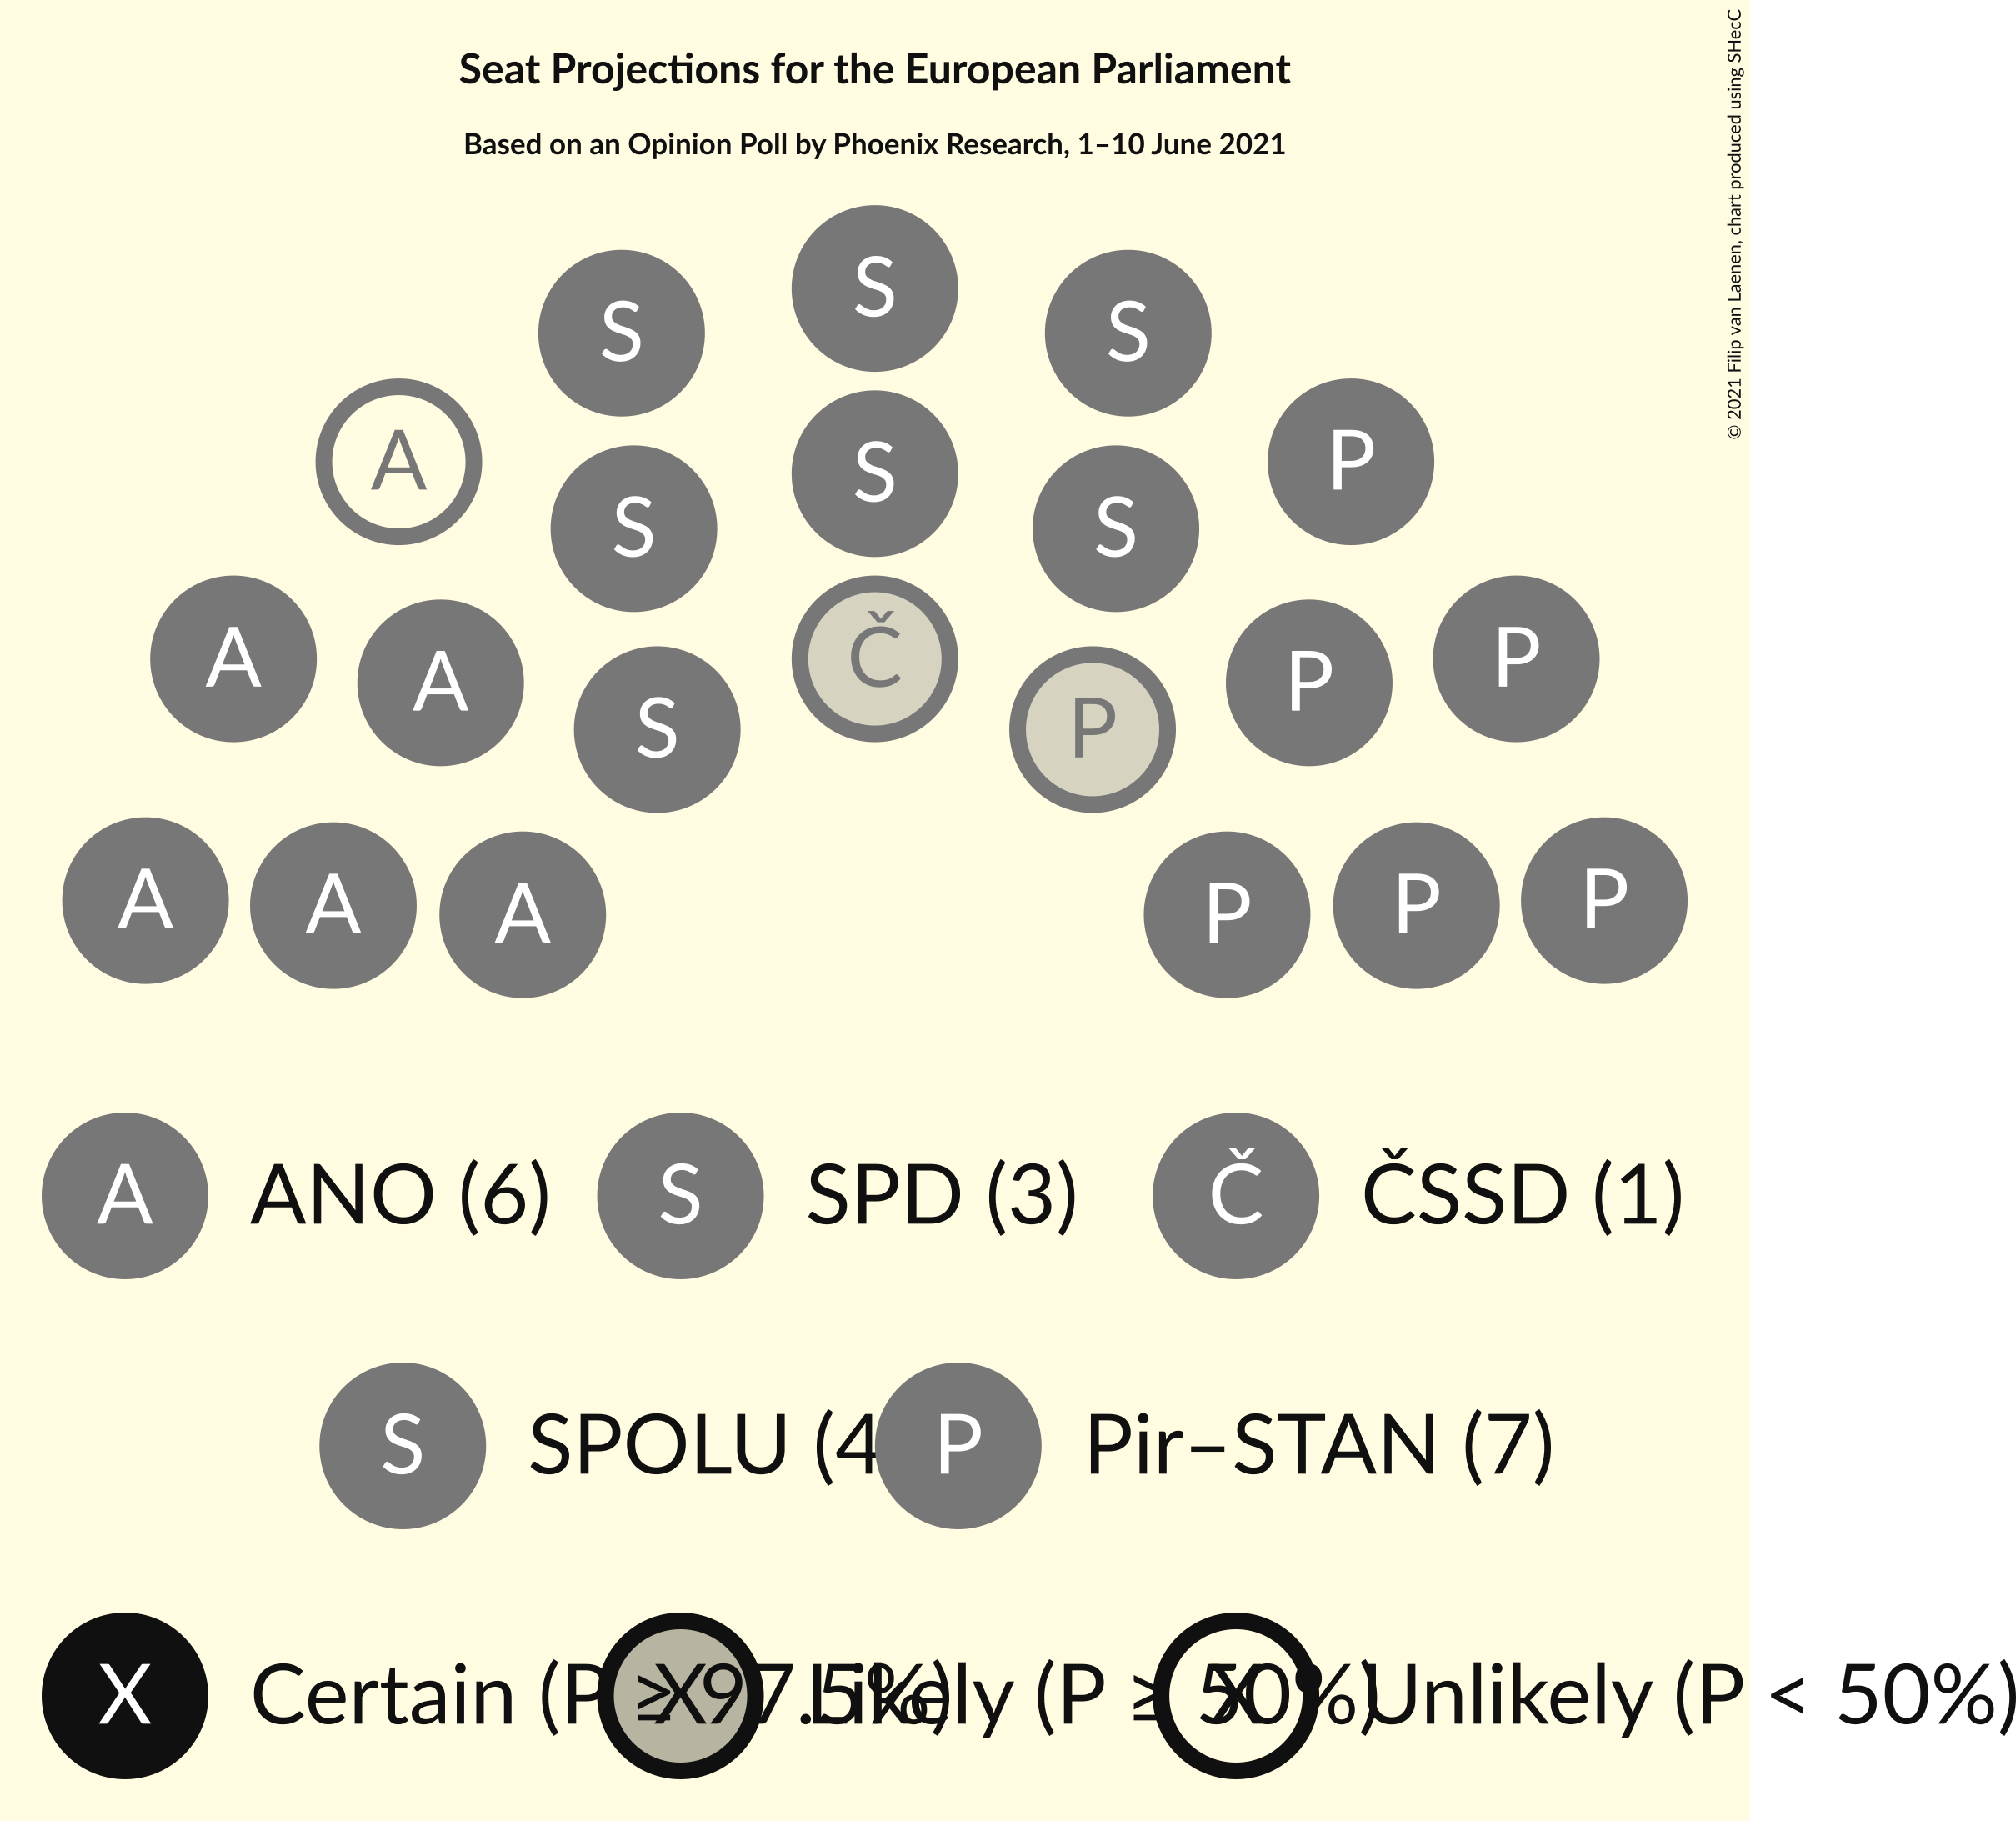 Seat Projections for the European Parliament
Based on an Opinion Poll by Phoenix Research, 1–10 June 2021
© 2021 Filip van Laenen, chart produced using SHecC
S
S S
A S P
S S
A Č P
A S P P
A A A P P P
A ANO (6) S SPD (3) Č ČSSD (1)
S SPOLU (4 P Pir–STAN (7)
X Certain (P X Likely (P ≥ 50%) Unlikely (P < 50%)